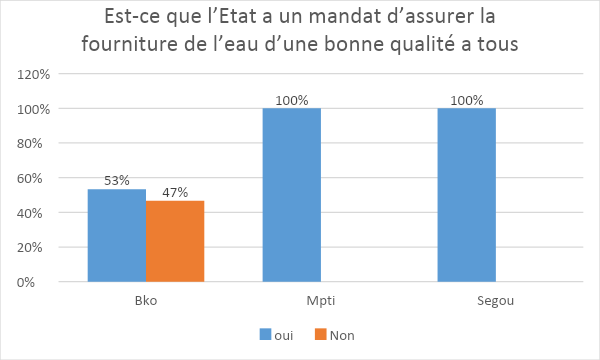 Est-ce que l’Etat a un mandat d’assurer la
fourniture de l’eau d’une bonne qualité a tous
120%
100%
80%
60%
40%
20%
0%
53%
47%
100%
100%
Bko
Mpti
Segou
oui
Non